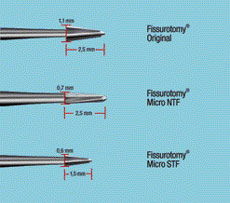 1,1 mm
Fissurotomy®
Original
2,5 mm
0,7 mm
Fissurotomy®
Micro NTF
2,5 mm
Fissurotomy®
0,6 mm
Micro STF
1,5 mm